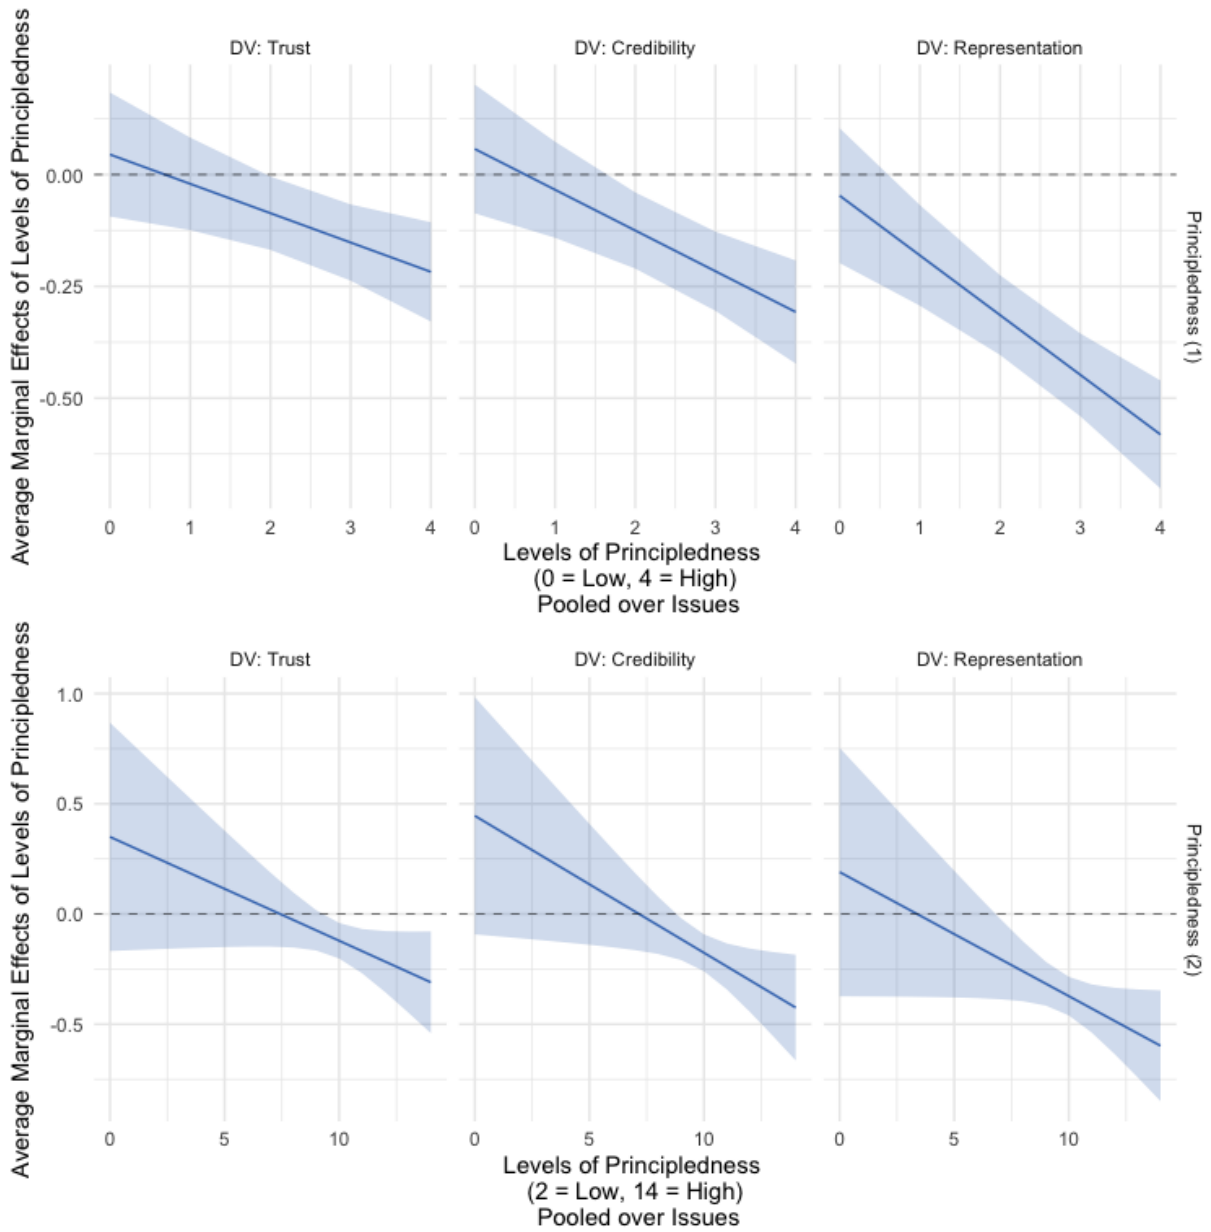 DV: Trust DV: Credibility DV: Representation
Average Marginal Effects of Levels of Principledness
0.00
-0.25
-0.50
Principledness (1)
0 1 2 3 4 0 1 2 3 4 0 1 2 3 4
Levels of Principledness
(0 = Low, 4 = High)
Pooled over Issues
DV: Trust DV: Credibility DV: Representation
Average Marginal Effects of Levels of Principledness
1.0
0.5
0.0
-0.5
Principledness (2)
0 5 10 0 5 10 0 5 10
Levels of Principledness
(2 = Low, 14 = High)
Pooled over Issues